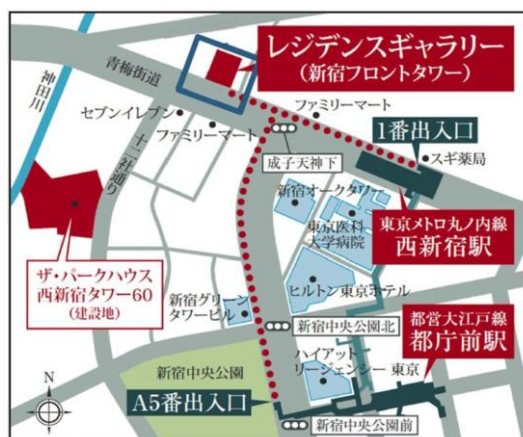 レジデンスギャラリー
（新宿フロントタワー）
青梅街道
神田川
セブンイレブン
ファミリーマート
ファミリーマート
1番出入口
スギ薬局
成子天神下
十二社通り
新宿オークタワー
東京医科
大学病院
東京メトロ丸ノ内線
西新宿駅
ザ・パークハウス
西新宿タワー60
（建設地）
ヒルトン東京ホテル
新宿グリーン
タワービル
新宿中央公園北
都営大江戸線
都庁前駅
新宿中央公園
ハイアット
リージェンシー 東京
N
A5番出入口
新宿中央公園前